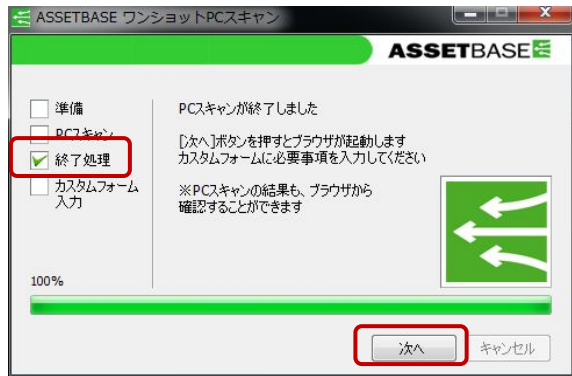 ASSETBASE ワンショットPCスキャン
ASSETBASE
準備
PCスキャン
終了処理
カスタムフォーム
入力
PCスキャンが終了しました
[次へ]ボタンを押すとブラウザが起動します
カスタムフォームに必要事項を入力してください
※PCスキャンの結果も、ブラウザから
確認することができます
100%
次へ
キャンセル